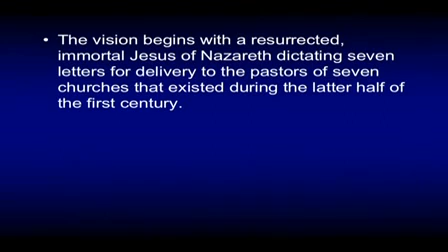 • The vision begins with a resurrected,
immortal Jesus of Nazareth dictating seven
letters for delivery to the pastors of seven
churches that existed during the latter half of
the first century.